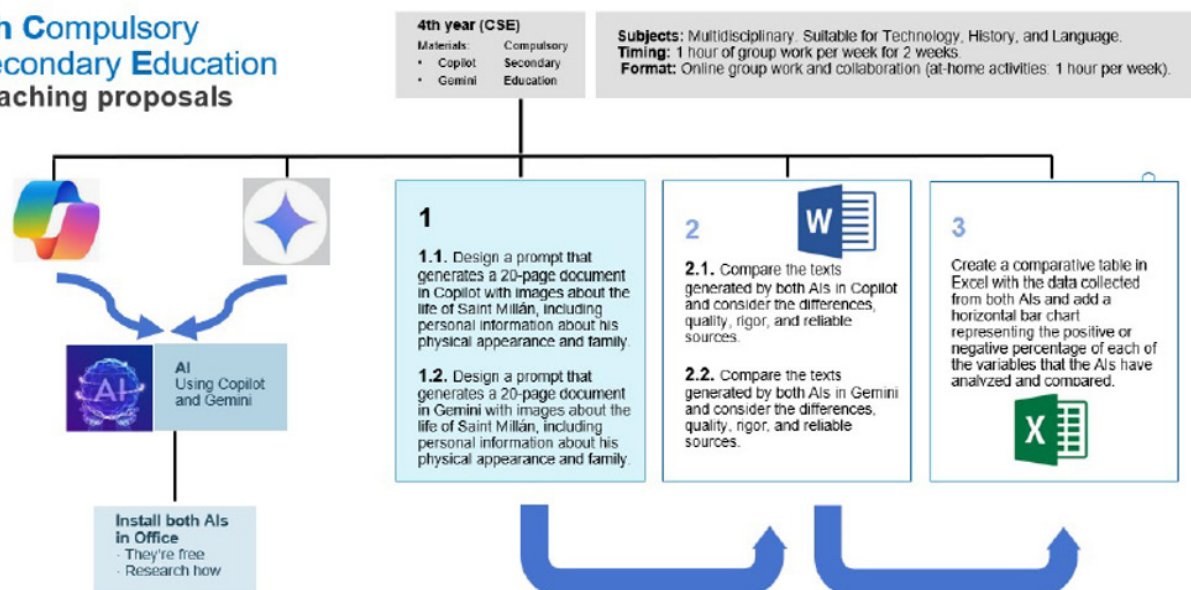 h Compulsory
econdary Education
aching proposals
4th year (CSE)
Materials:
• Copilot
• Gemini
Compulsory
Secondary
Education
Subjects: Multidisciplinary. Suitable for Technology, History, and Language.
Timing: 1 hour of group work per week for 2 weeks.
Format: Online group work and collaboration (at-home activities: 1 hour per week).
AI
AI
Using Copilot
and Gemini
Install both AIs
in Office
- They're free
- Research how
1
1.1. Design a prompt that
generates a 20-page document
in Copilot with images about the
life of Saint Millán, including
personal information about his
physical appearance and family.
1.2. Design a prompt that
generates a 20-page document
in Gemini with images about the
life of Saint Millán, including
personal information about his
physical appearance and family.
W
2
2.1. Compare the texts
generated by both AIs in Copilot
and consider the differences,
quality, rigor, and reliable
sources.
2.2. Compare the texts
generated by both AIs in Gemini
and consider the differences,
quality, rigor, and reliable
sources.
3
Create a comparative table in
Excel with the data collected
from both AIs and add a
horizontal bar chart
representing the positive or
negative percentage of each of
the variables that the AIs have
analyzed and compared.
X